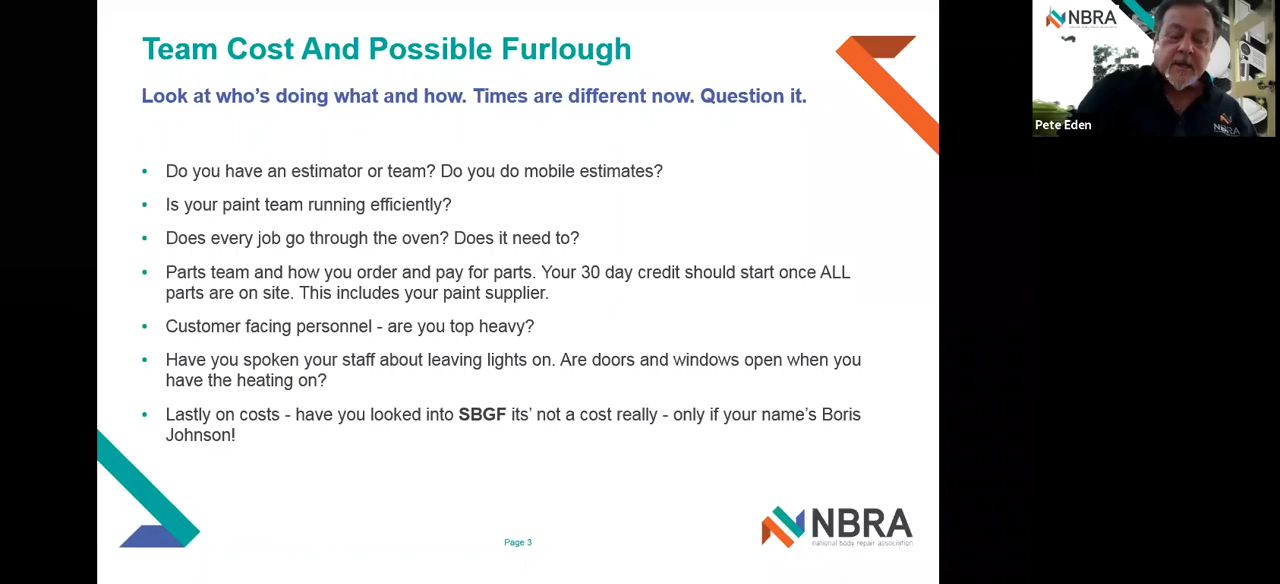 Team Cost And Possible Furlough
Look at who's doing what and how. Times are different now. Question it.
• Do you have an estimator or team? Do you do mobile estimates?
• Is your paint team running efficiently?
• Does every job go through the oven? Does it need to?
• Parts team and how you order and pay for parts. Your 30 day credit should start once ALL
parts are on site. This includes your paint supplier.
• Customer facing personnel - are you top heavy?
• Have you spoken your staff about leaving lights on. Are doors and windows open when you
have the heating on?
• Lastly on costs - have you looked into SBGF its' not a cost really - only if your name's Boris
Johnson!
Page 3
NBRA
national body repair association
NBRA
Pete Eden
NBRA